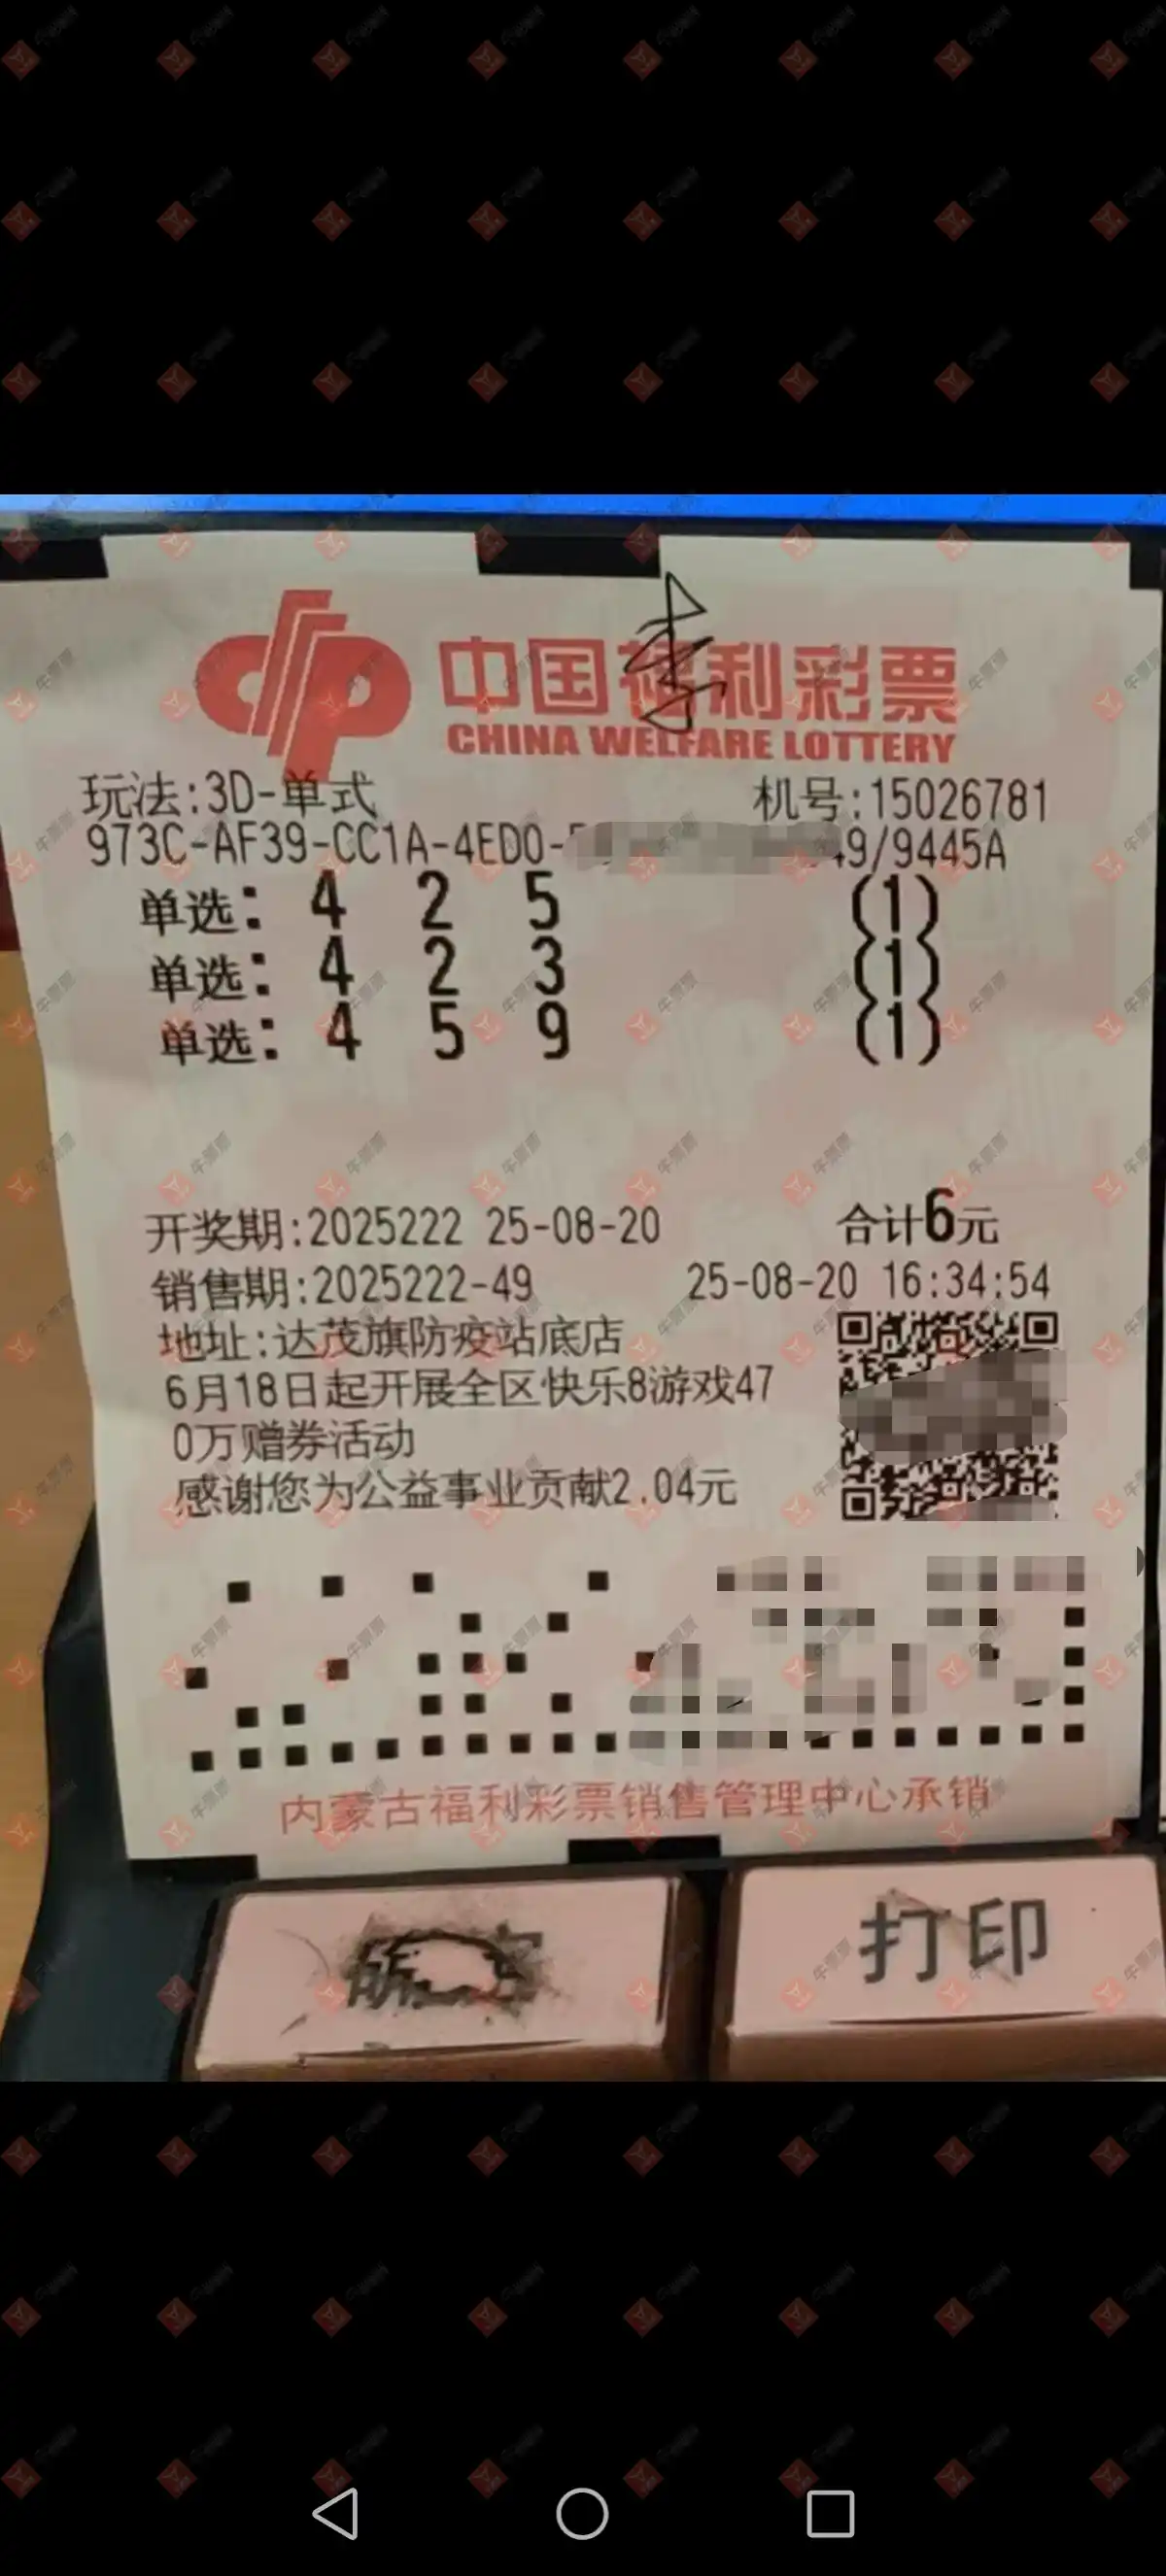 中国福利彩票
CHINA WELFARE LOTTERY
玩法:3D-单式 机号:15026781
973C-AF39-CC1A-4ED0- 49/9445A
单选: 4 2 5 (1)
单选: 4 2 3 (1)
单选: 4 5 9 (1)
开奖期:2025222 25-08-20 合计6元
销售期:2025222-49 25-08-20 16:34:54
地址:达茂旗防疫站底店
6月18日起开展全区快乐8游戏47
0万赠券活动
感谢您为公益事业贡献2.04元
内蒙古福利彩票销售管理中心承销
打印
牛票票